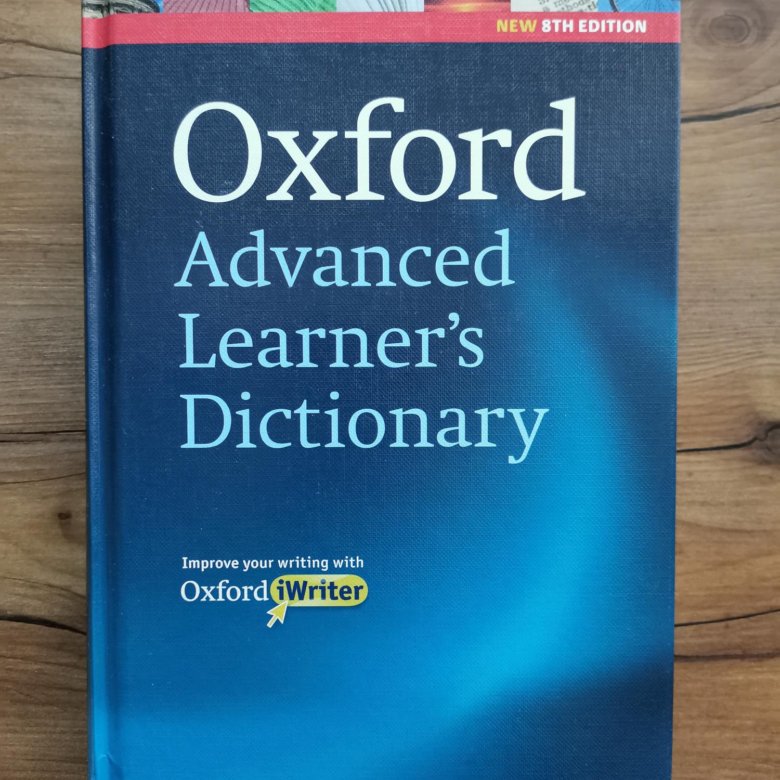 NEW 8TH EDITION
Oxford
Advanced
Learner's
Dictionary
Improve your writing with
Oxford iWriter